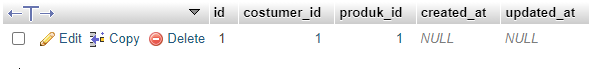 id costumer_id produk_id created_at updated_at
Edit Copy Delete 1 1 1 NULL NULL